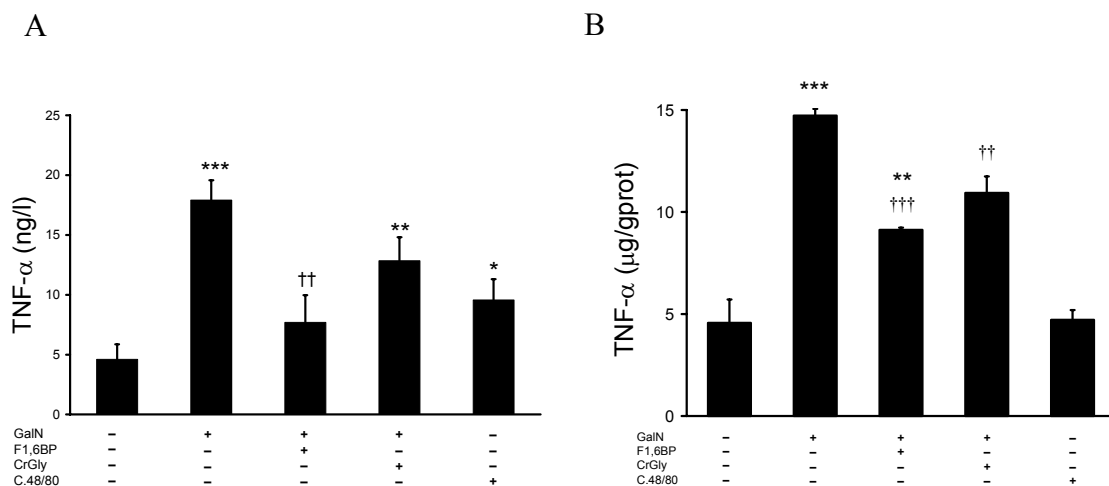 A
TNF-α (ng/l)
25
20
15
10
5
0
***
††
**
*
GalN – + + + –
F1,6BP – – + – –
CrGly – – – + –
C.48/80 – – – – +
B
TNF-α (μg/gprot)
15
10
5
0
***
**
†††
††
GalN – + + + –
F1,6BP – – + – –
CrGly – – – + –
C.48/80 – – – – +